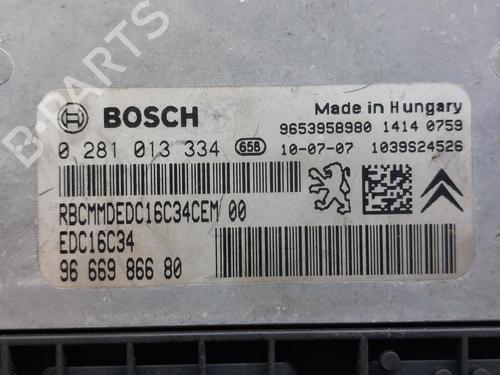 BOSCH
Made in Hungary
9653958980 1414 0759
0 281 013 334 658 10-07-07 1039S24526
RBCMMDEDC16C34CEM 00
EDC16C34
96 669 866 80
B-PARTS